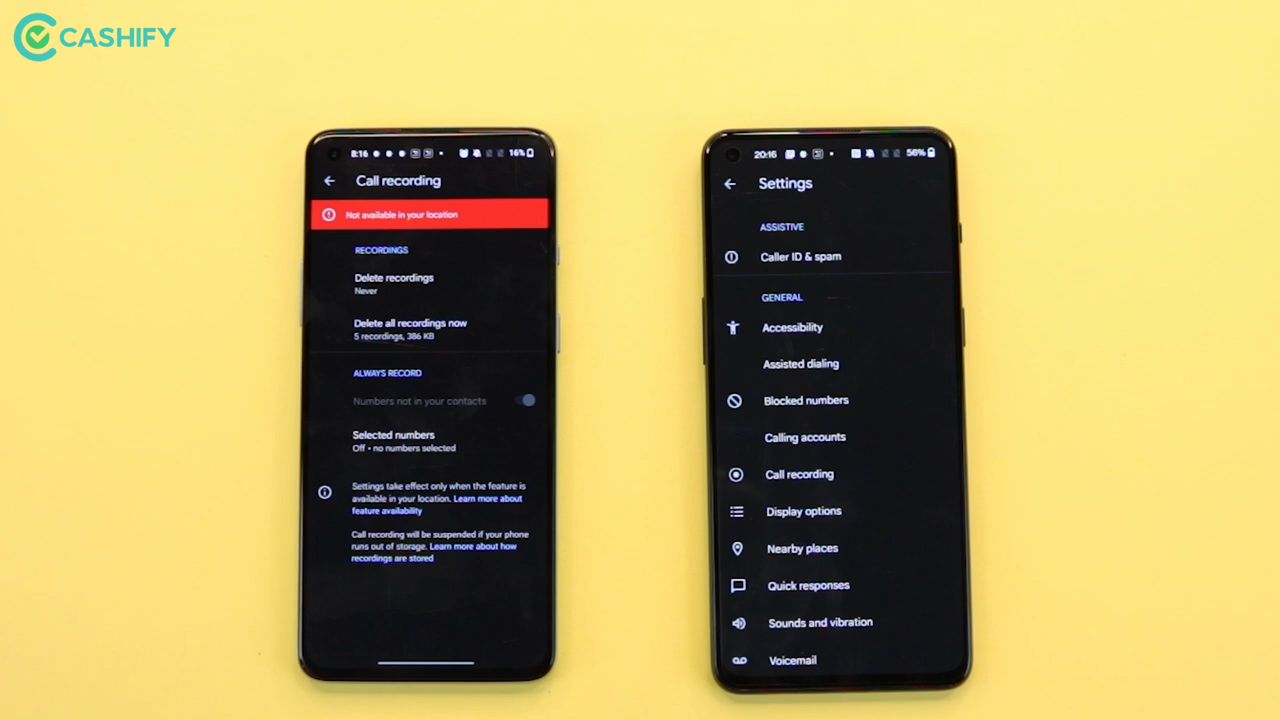 CASHIFY
8:16
16%
Call recording
Not available in your location
RECORDINGS
Delete recordings
Never
Delete all recordings now
5 recordings, 386 KB
ALWAYS RECORD
Numbers not in your contacts
Selected numbers
Off • no numbers selected
Settings take effect only when the feature is
available in your location. Learn more about
feature availability
Call recording will be suspended if your phone
runs out of storage. Learn more about how
recordings are stored
20:16
56%
Settings
ASSISTIVE
Caller ID & spam
GENERAL
Accessibility
Assisted dialing
Blocked numbers
Calling accounts
Call recording
Display options
Nearby places
Quick responses
Sounds and vibration
Voicemail